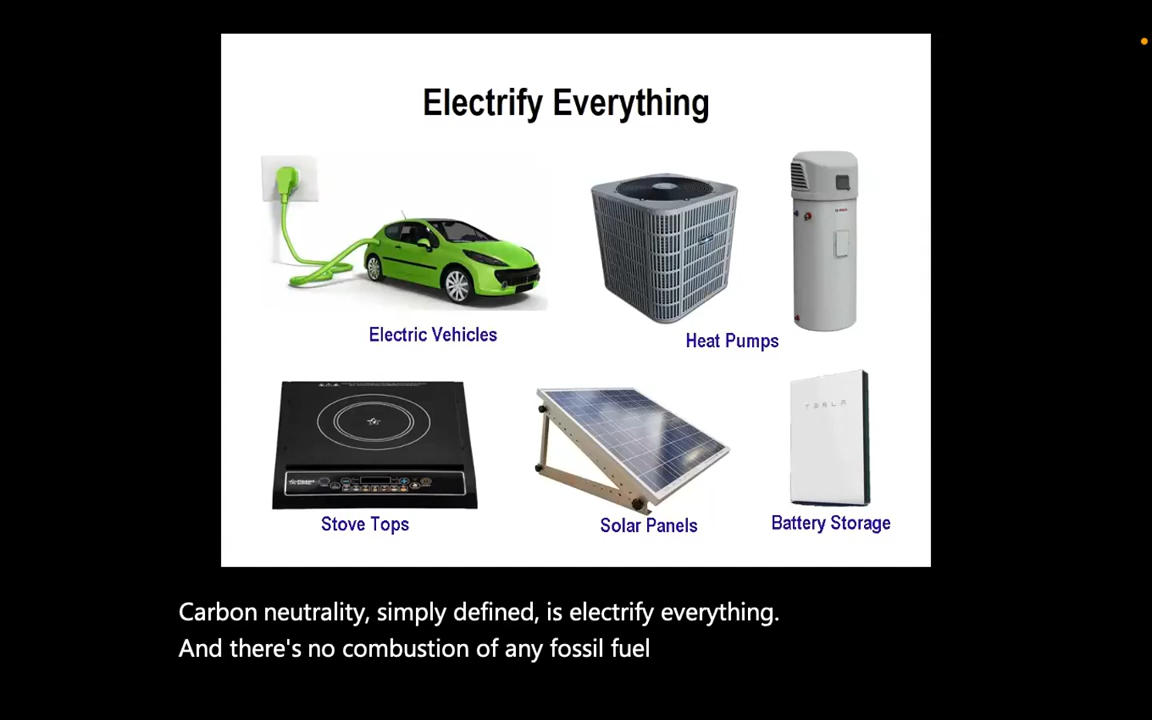 Electrify Everything
Electric Vehicles
Heat Pumps
TESLA
Stove Tops
Solar Panels
Battery Storage
Carbon neutrality, simply defined, is electrify everything.
And there's no combustion of any fossil fuel